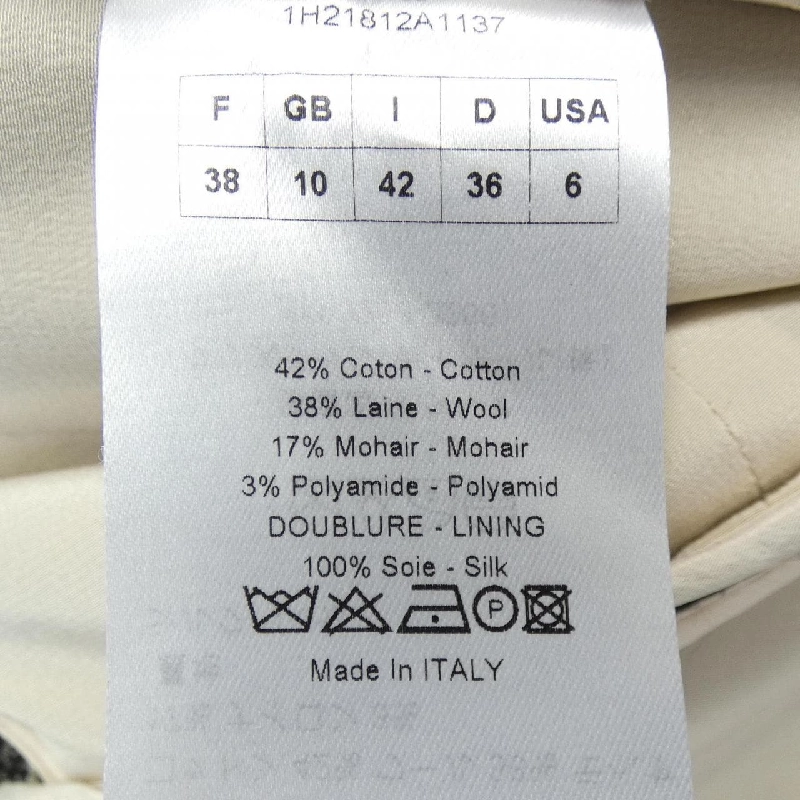 1H21812A1137
F GB I D USA
38 10 42 36 6
42% Coton - Cotton
38% Laine - Wool
17% Mohair - Mohair
3% Polyamide - Polyamid
DOUBLURE - LINING
100% Soie - Silk
P
Made In ITALY